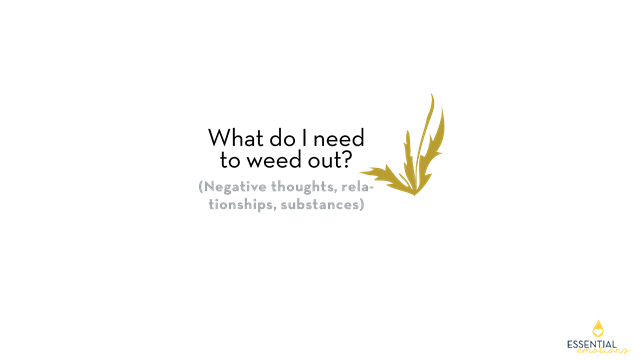 What do I need
to weed out?
(Negative thoughts, rela-
tionships, substances)
ESSENTIAL
emotions